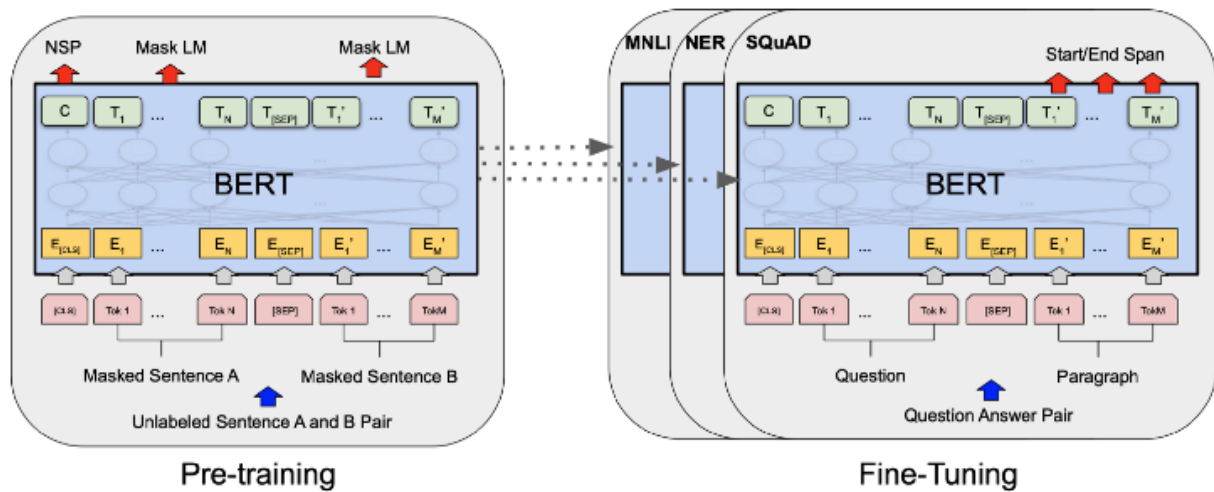 NSP Mask LM Mask LM
C T1 ... TN T[SEP] T1' ... TM'
...
...
BERT
E[CLS] E1 ... EN E[SEP] E1' ... EM'
[CLS] Tok 1 ... Tok N [SEP] Tok 1 ... TokM
Masked Sentence A Masked Sentence B
Unlabeled Sentence A and B Pair
Pre-training
MNLI NER SQuAD
Start/End Span
C T1 ... TN T[SEP] T1' ... TM'
...
...
BERT
E[CLS] E1 ... EN E[SEP] E1' ... EM'
[CLS] Tok 1 ... Tok N [SEP] Tok 1 ... TokM
Question Paragraph
Question Answer Pair
Fine-Tuning